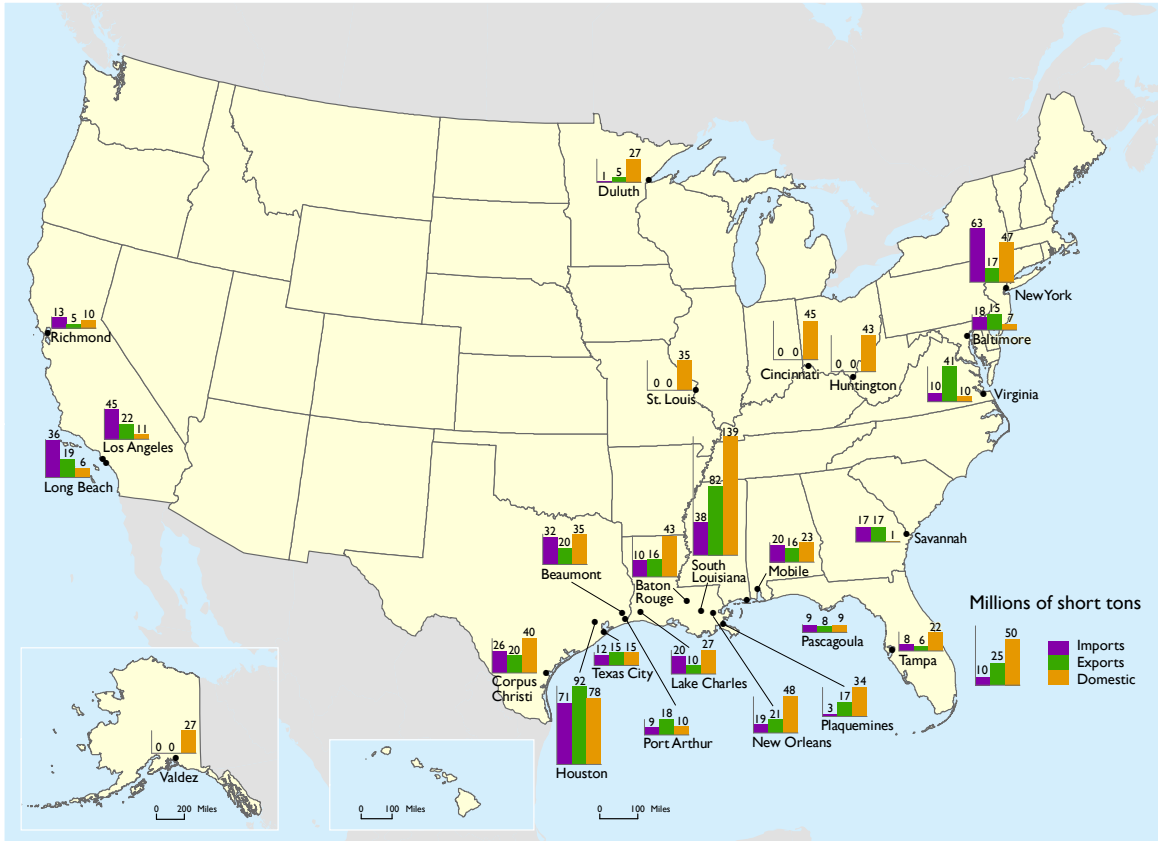 1 5 27
Duluth
63 17 47
New York
18 15 7
Baltimore
13 5 10
Richmond
0 0 45
Cincinnati
0 0 43
Huntington
0 0 35
St. Louis
10 41 10
Virginia
45 22 11
Los Angeles
36 19 6
Long Beach
38 82 139
South
Louisiana
17 17 1
Savannah
32 20 35
Beaumont
10 16 43
Baton
Rouge
20 16 23
Mobile
Millions of short tons
10 25 50
Imports
Exports
Domestic
9 8 9
Pascagoula
8 6 22
Tampa
26 20 40
Corpus
Christi
12 15 15
Texas City
20 10 27
Lake Charles
71 92 78
Houston
9 18 10
Port Arthur
19 21 48
New Orleans
3 17 34
Plaquemines
0 0 27
Valdez
0 200 Miles
0 100 Miles
0 100 Miles